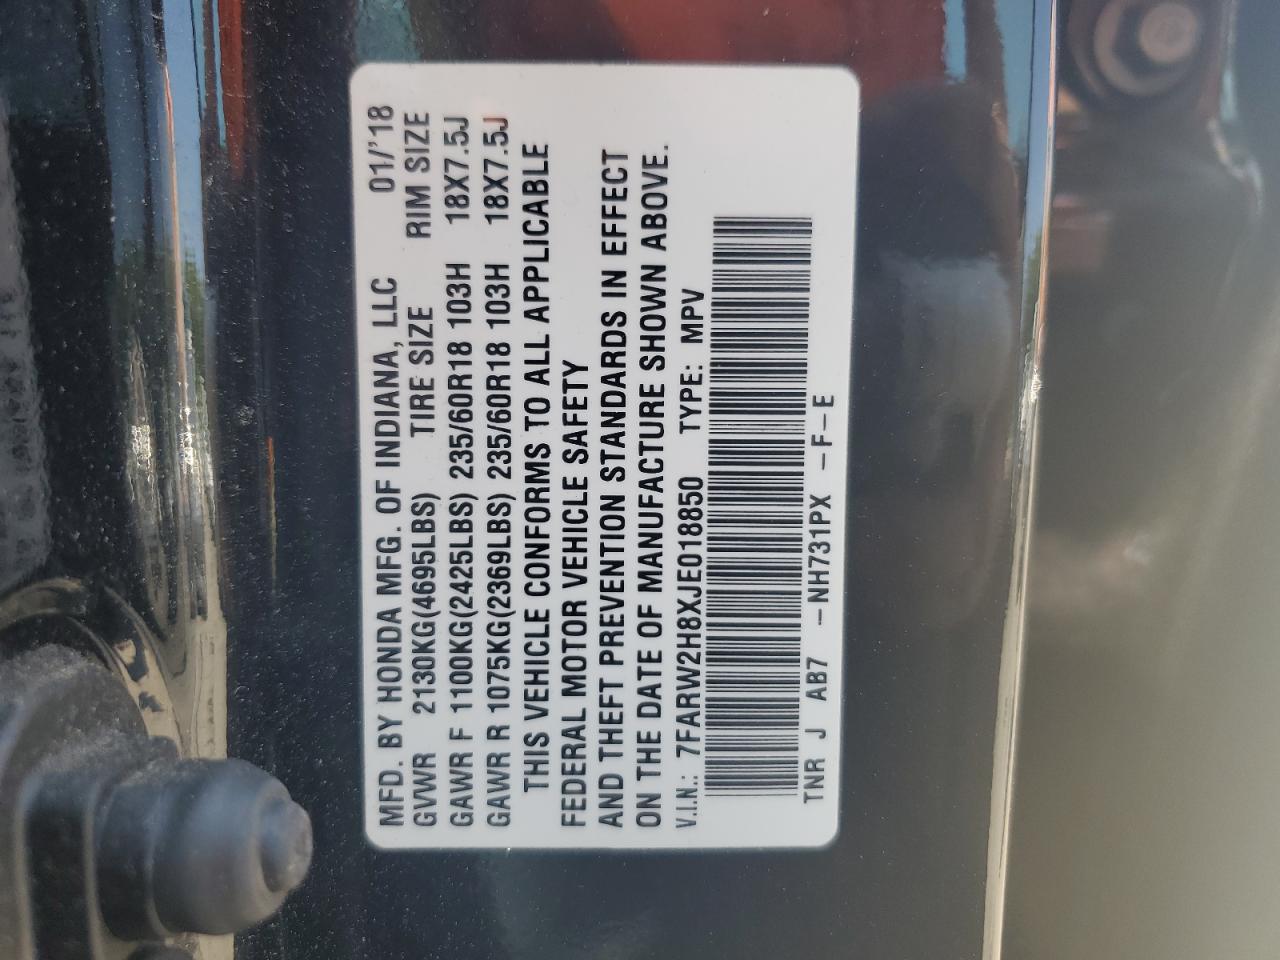 MFD. BY HONDA MFG. OF INDIANA, LLC 01/'18
GVWR 2130KG(4695LBS) TIRE SIZE RIM SIZE
GAWR F 1100KG(2425LBS) 235/60R18 103H 18X7.5J
GAWR R 1075KG(2369LBS) 235/60R18 103H 18X7.5J
THIS VEHICLE CONFORMS TO ALL APPLICABLE
FEDERAL MOTOR VEHICLE SAFETY
AND THEFT PREVENTION STANDARDS IN EFFECT
ON THE DATE OF MANUFACTURE SHOWN ABOVE.
V.I.N.: 7FARW2H8XJE018850 TYPE: MPV
TNR J AB7 -NH731PX -F-E